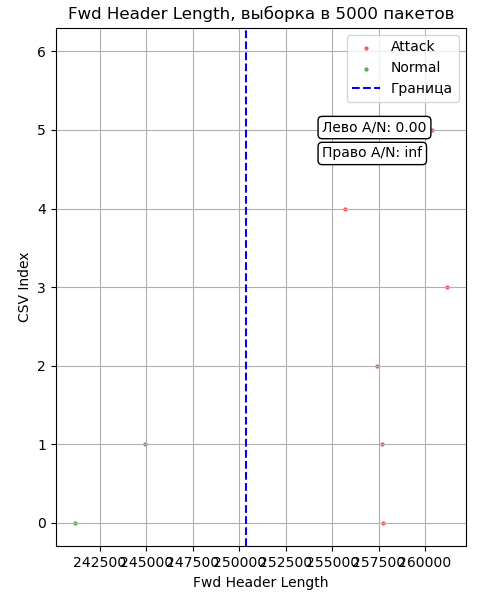 Fwd Header Length, выборка в 5000 пакетов
Attack
Normal
Граница
Лево A/N: 0.00
Право A/N: inf
CSV Index
6
5
4
3
2
1
0
242500 245000 247500 250000 252500 255000 257500 260000
Fwd Header Length